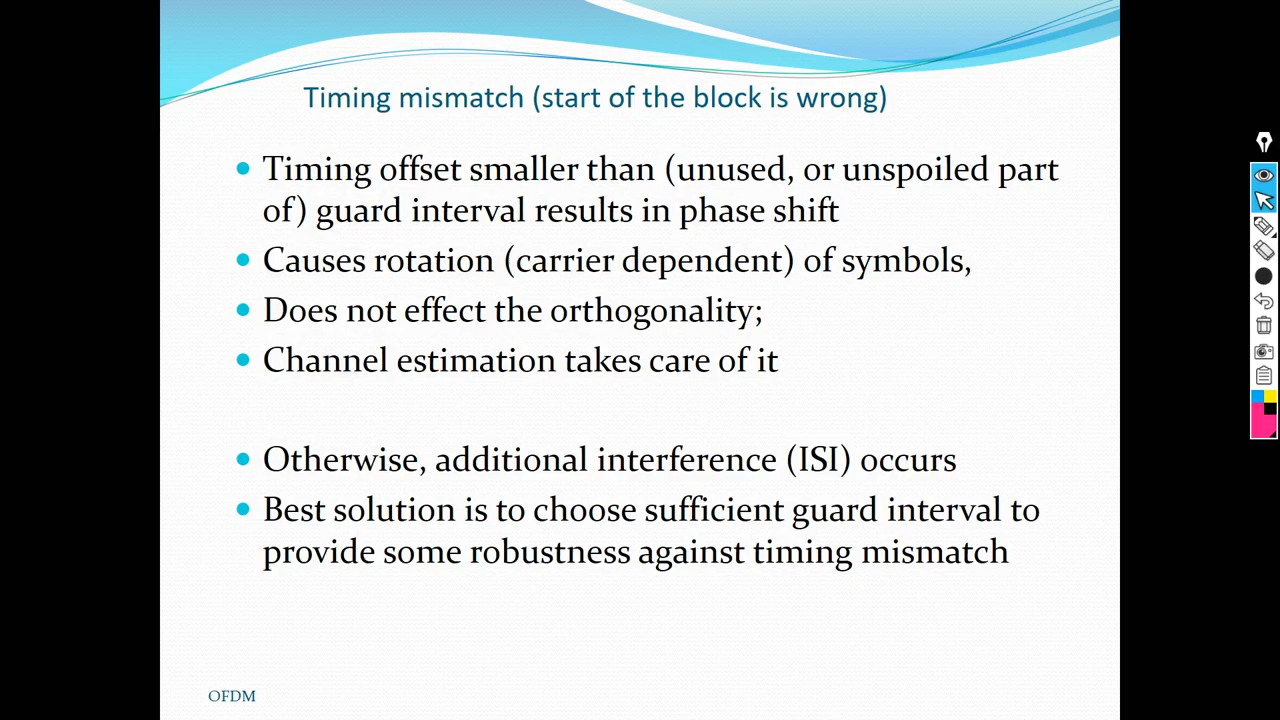 Timing mismatch (start of the block is wrong)
Timing offset smaller than (unused, or unspoiled part
of) guard interval results in phase shift
Causes rotation (carrier dependent) of symbols,
Does not effect the orthogonality;
Channel estimation takes care of it
Otherwise, additional interference (ISI) occurs
Best solution is to choose sufficient guard interval to
provide some robustness against timing mismatch
OFDM